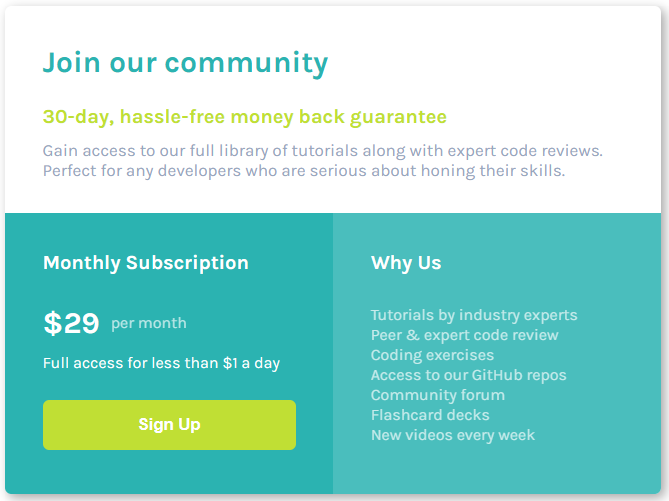 Join our community
30-day, hassle-free money back guarantee
Gain access to our full library of tutorials along with expert code reviews.
Perfect for any developers who are serious about honing their skills.
Monthly Subscription
$29 per month
Full access for less than $1 a day
Sign Up
Why Us
Tutorials by industry experts
Peer & expert code review
Coding exercises
Access to our GitHub repos
Community forum
Flashcard decks
New videos every week